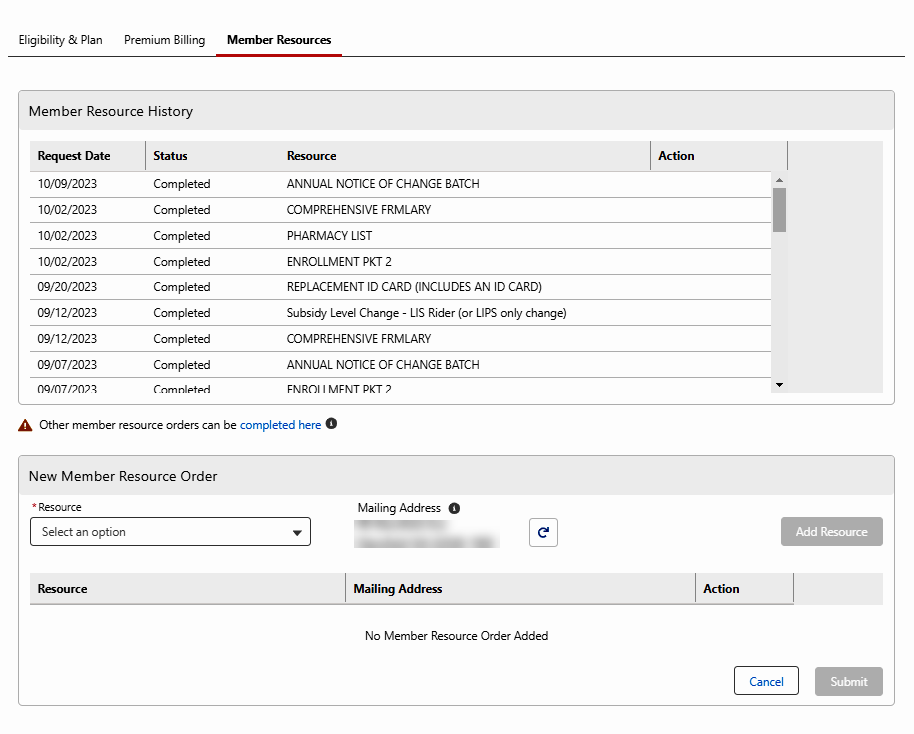 Eligibility & Plan Premium Billing Member Resources
Member Resource History
Request Date Status Resource Action
10/09/2023 Completed ANNUAL NOTICE OF CHANGE BATCH
10/02/2023 Completed COMPREHENSIVE FRMLARY
10/02/2023 Completed PHARMACY LIST
10/02/2023 Completed ENROLLMENT PKT 2
09/20/2023 Completed REPLACEMENT ID CARD (INCLUDES AN ID CARD)
09/12/2023 Completed Subsidy Level Change - LIS Rider (or LIPS only change)
09/12/2023 Completed COMPREHENSIVE FRMLARY
09/07/2023 Completed ANNUAL NOTICE OF CHANGE BATCH
09/07/2023 Completed ENROLLMENT PKT 2
Other member resource orders can be completed here
New Member Resource Order
*Resource Mailing Address
Select an option
Add Resource
Resource Mailing Address Action
No Member Resource Order Added
Cancel Submit